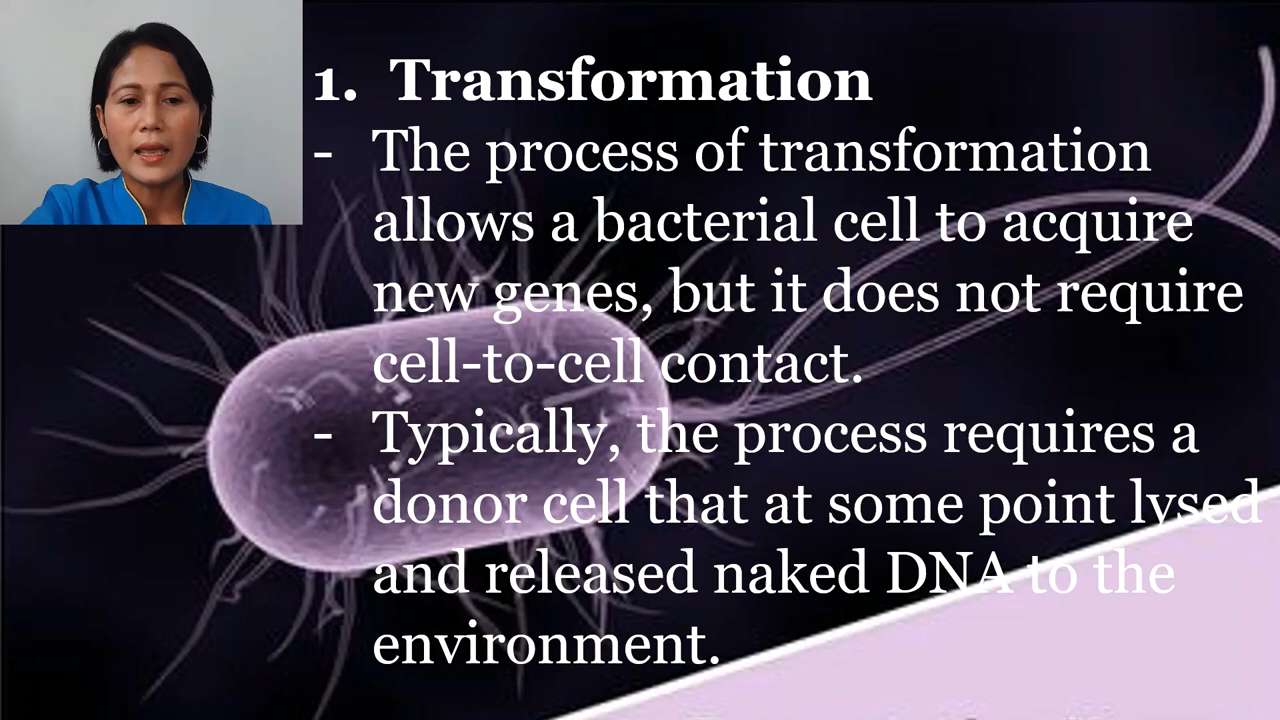 1. Transformation
- The process of transformation
allows a bacterial cell to acquire
new genes, but it does not require
cell-to-cell contact.
- Typically, the process requires a
donor cell that at some point lysed
and released naked DNA to the
environment.